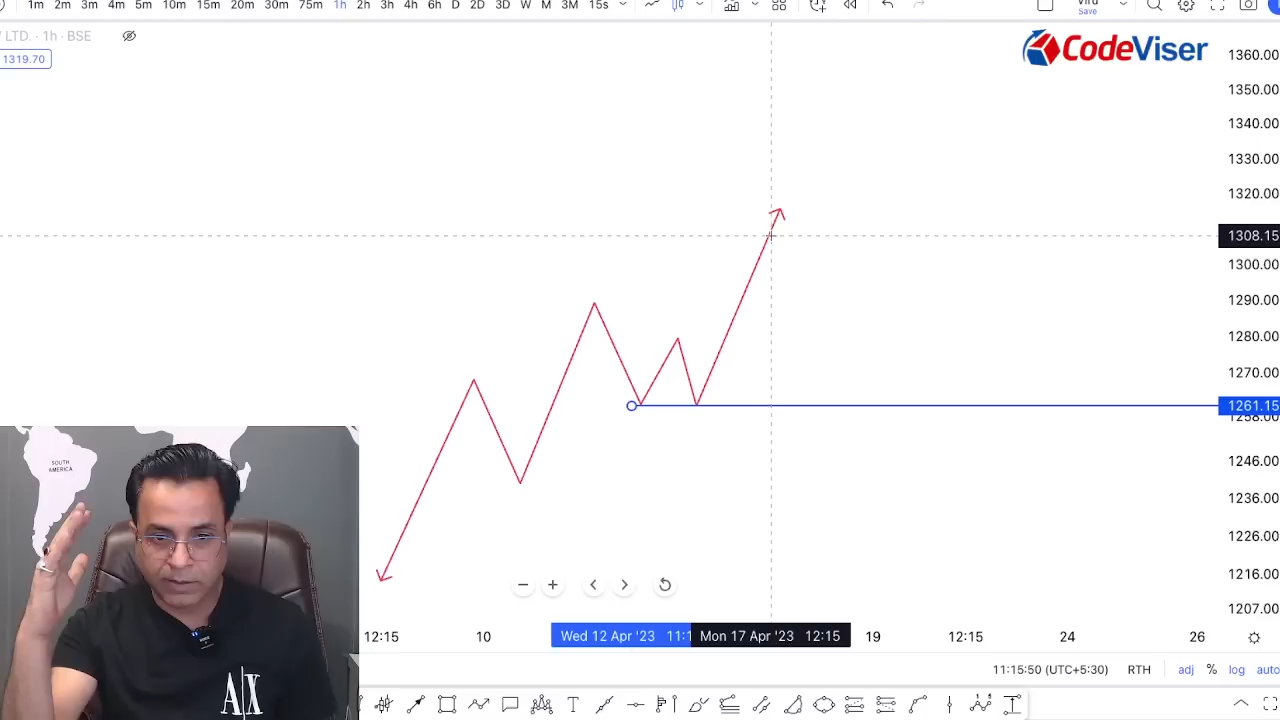 1m 2m 3m 4m 5m 10m 15m 20m 30m 75m 1h 2h 3h 4h 6h D 2D 3D W M 3M 15s
Save
LTD. · 1h · BSE
1319.70
CodeViser
1360.00
1350.00
1340.00
1330.00
1320.00
1308.15
1300.00
1290.00
1280.00
1270.00
1261.15
1246.00
1236.00
1226.00
1216.00
1207.00
SOUTH
AMERICA
A|X
12:15 10 Wed 12 Apr '23 Mon 17 Apr '23 12:15 19 12:15 24 26
11:15:50 (UTC+5:30) RTH adj % log auto